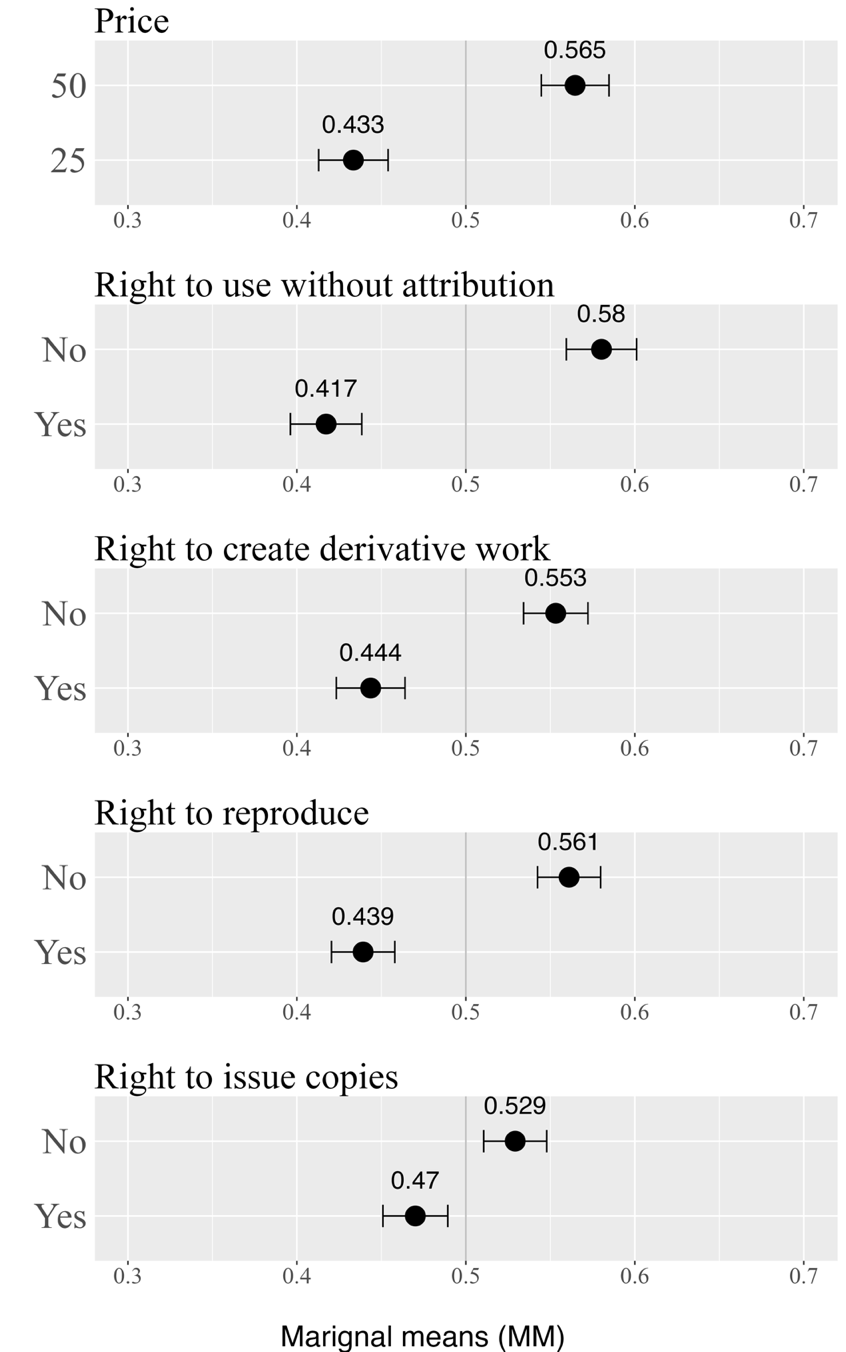 Price
0.565
50
0.433
25
0.3 0.4 0.5 0.6 0.7
Right to use without attribution
0.58
No
0.417
Yes
0.3 0.4 0.5 0.6 0.7
Right to create derivative work
0.553
No
0.444
Yes
0.3 0.4 0.5 0.6 0.7
Right to reproduce
0.561
No
0.439
Yes
0.3 0.4 0.5 0.6 0.7
Right to issue copies
0.529
No
0.47
Yes
0.3 0.4 0.5 0.6 0.7
Marignal means (MM)